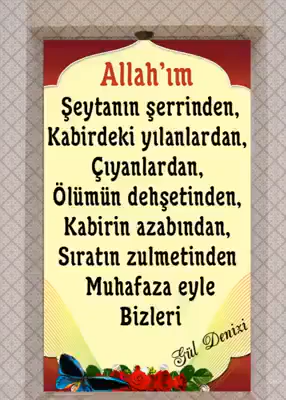 Allah'ım
Şeytanın şerrinden,
Kabirdeki yılanlardan,
Çıyanlardan,
Ölümün dehşetinden,
Kabirin azabından,
Sıratın zulmetinden
Muhafaza eyle
Bizleri
Gül Denizi